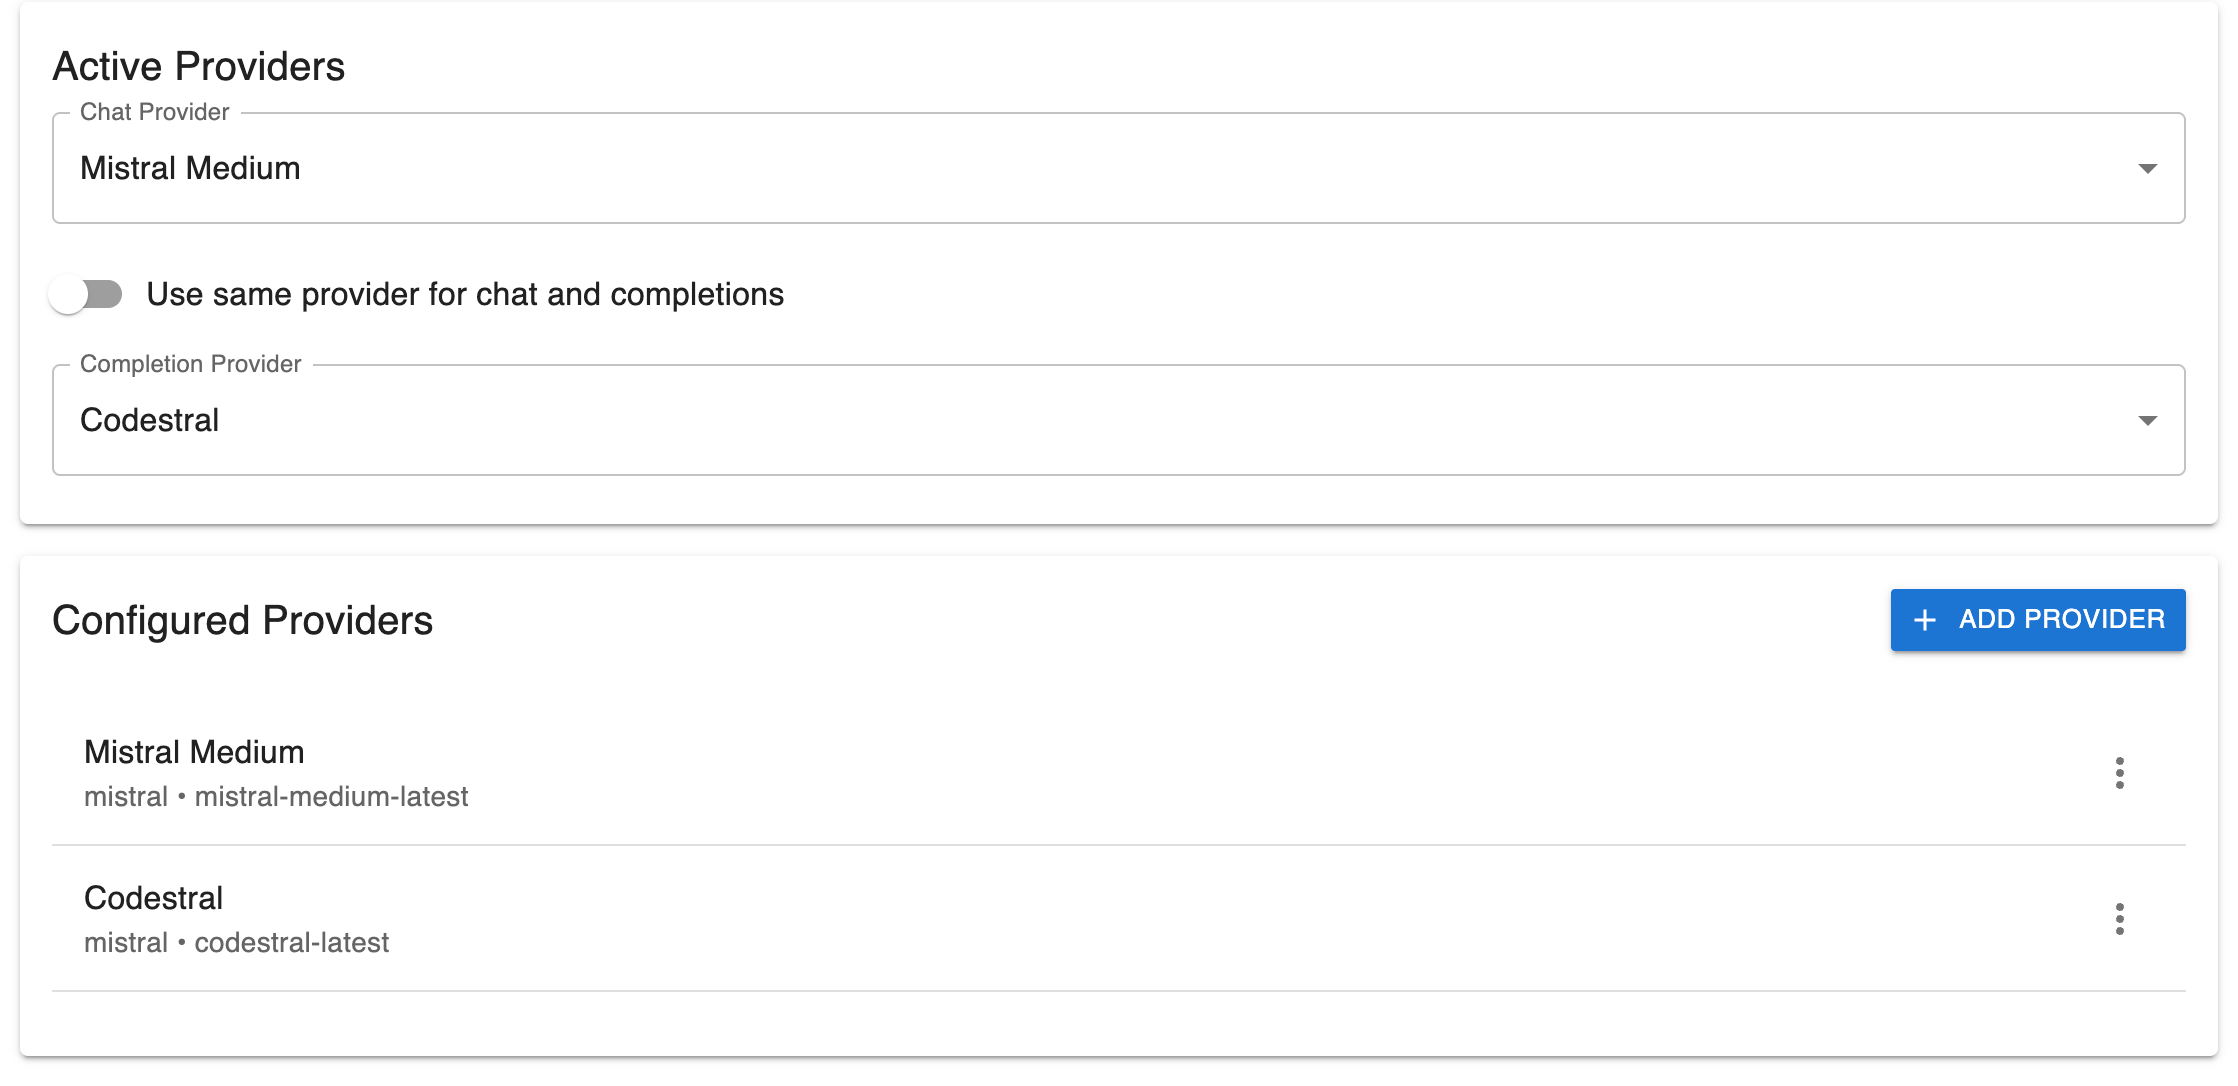 Active Providers
Chat Provider
Mistral Medium
Use same provider for chat and completions
Completion Provider
Codestral
Configured Providers
ADD PROVIDER
Mistral Medium
mistral • mistral-medium-latest
Codestral
mistral • codestral-latest